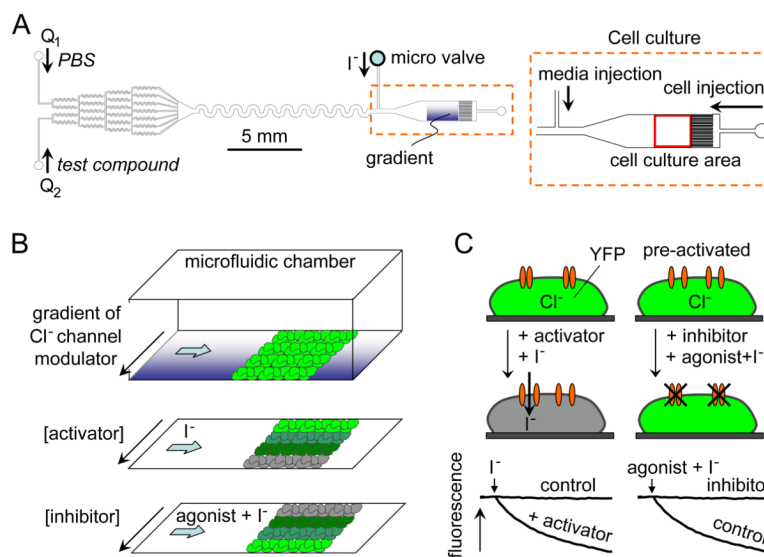 A
Q1
PBS
Q2
test compound
5 mm
I-
micro valve
gradient
Cell culture
media injection
cell injection
cell culture area
B
microfluidic chamber
gradient of
Cl- channel
modulator
[activator]
I-
[inhibitor]
agonist + I-
C
YFP
pre-activated
Cl-
Cl-
+ activator
+ I-
+ inhibitor
+ agonist+I-
I-
fluorescence
I-
control
+ activator
agonist + I-
inhibitor
control